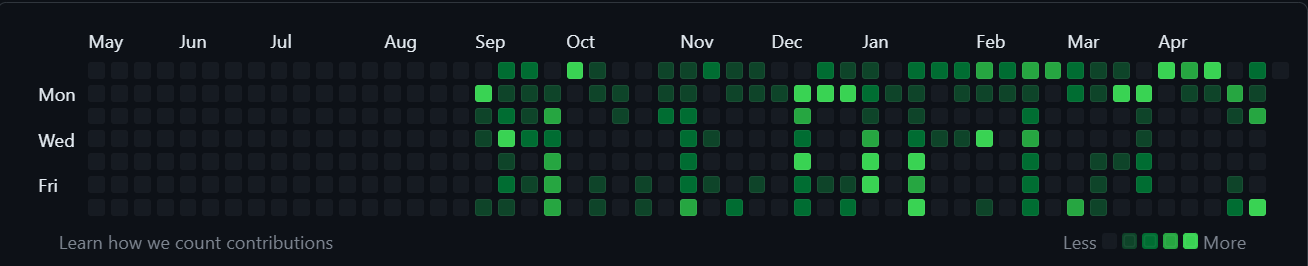 May Jun Jul Aug Sep Oct Nov Dec Jan Feb Mar Apr
Mon
Wed
Fri
Learn how we count contributions Less More